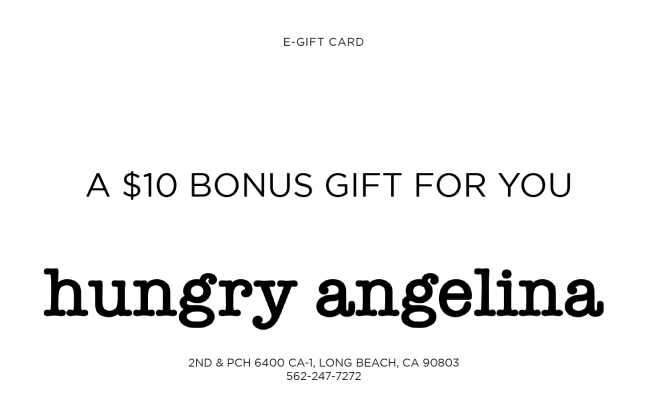 E-GIFT CARD
A $10 BONUS GIFT FOR YOU
hungry angelina
2ND & PCH 6400 CA-1, LONG BEACH, CA 90803
562-247-7272